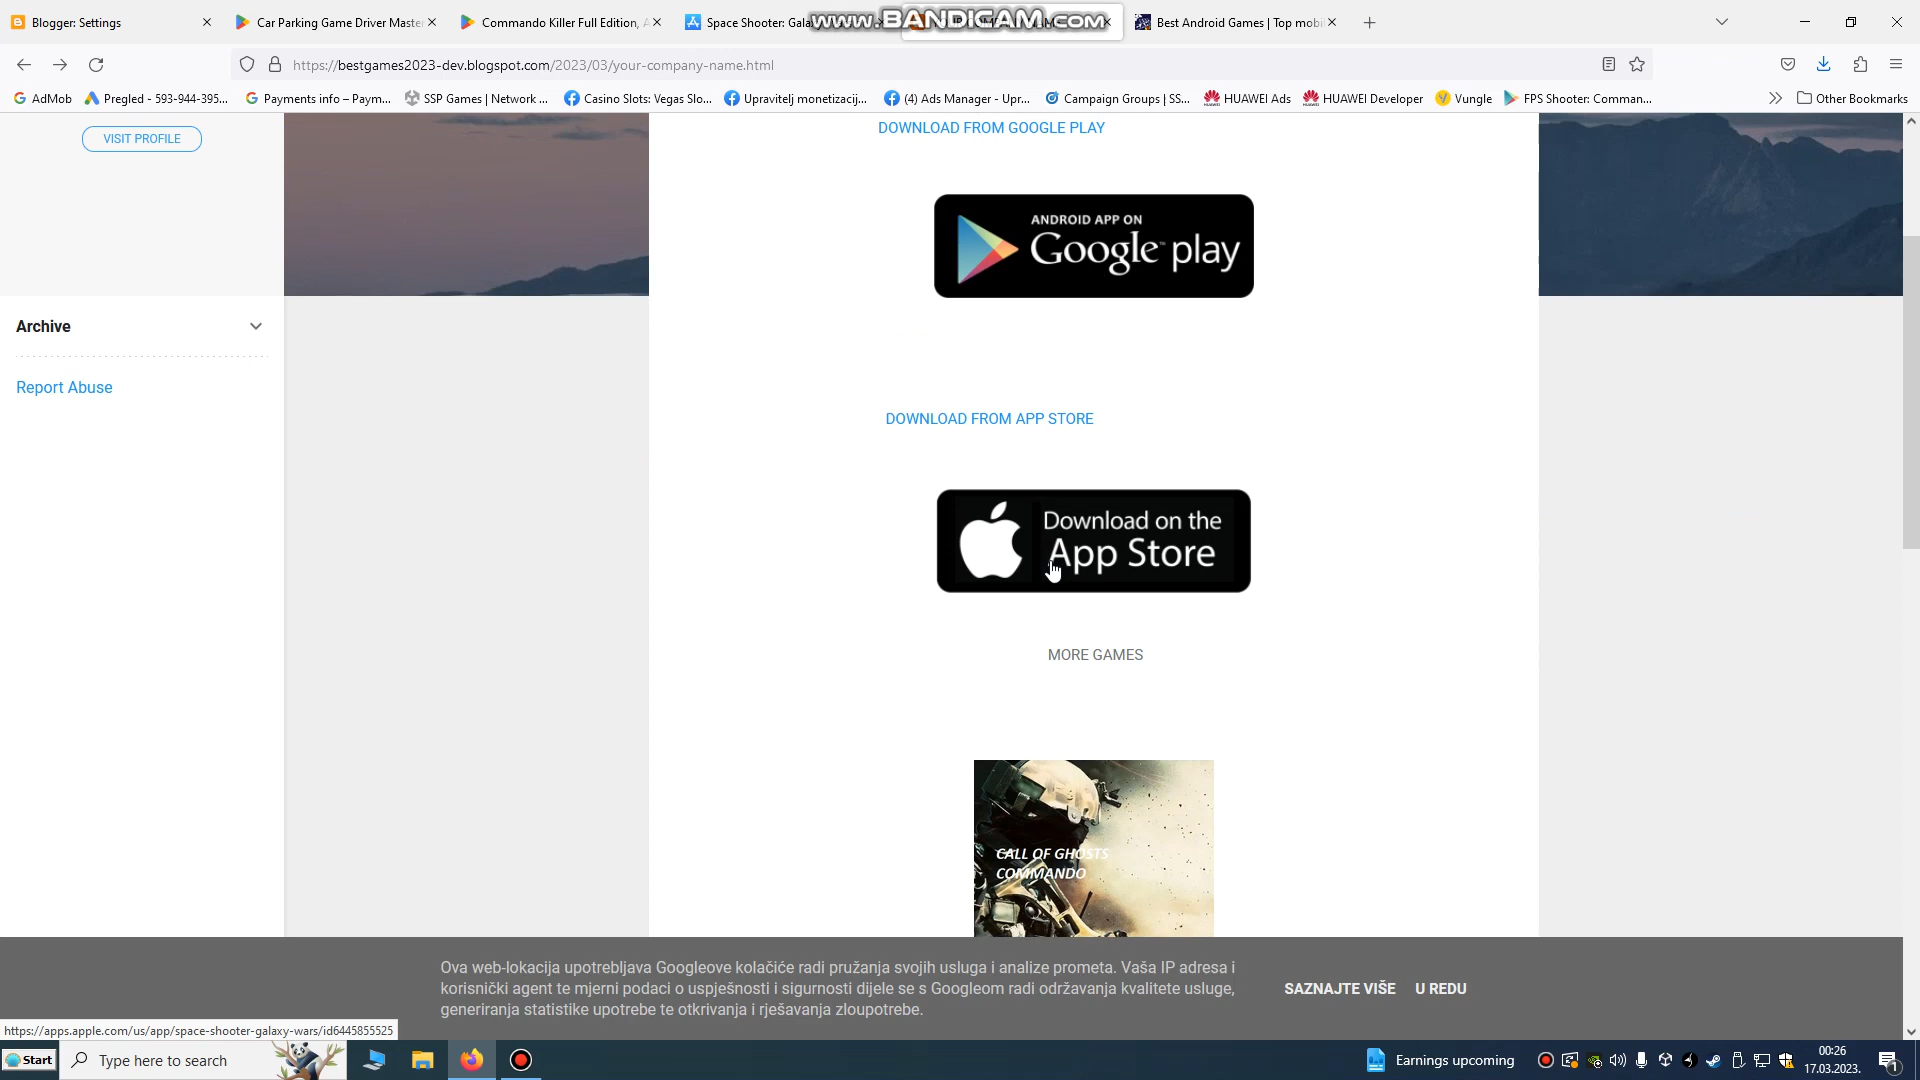 Blogger: Settings
Car Parking Game Driver Master
Commando Killer Full Edition, A
Space Shooter: Gala
www.BANDICAM.com
Best Android Games | Top mobi
https://bestgames2023-dev.blogspot.com/2023/03/your-company-name.html
AdMob
Pregled - 593-944-395...
Payments info – Paym...
SSP Games | Network ...
Casino Slots: Vegas Slo...
Upravitelj monetizacij...
(4) Ads Manager - Upr...
Campaign Groups | SS...
HUAWEI Ads
HUAWEI Developer
Vungle
FPS Shooter: Comman...
Other Bookmarks
VISIT PROFILE
DOWNLOAD FROM GOOGLE PLAY
ANDROID APP ON
Google play
Archive
Report Abuse
DOWNLOAD FROM APP STORE
Download on the
App Store
MORE GAMES
CALL OF GHOSTS
COMMANDO
Ova web-lokacija upotrebljava Googleove kolačiće radi pružanja svojih usluga i analize prometa. Vaša IP adresa i
korisnički agent te mjerni podaci o uspješnosti i sigurnosti dijele se s Googleom radi održavanja kvalitete usluge,
generiranja statistike upotrebe te otkrivanja i rješavanja zloupotrebe.
SAZNAJTE VIŠE
U REDU
https://apps.apple.com/us/app/space-shooter-galaxy-wars/id6445855525
Start
Type here to search
Earnings upcoming
00:26
17.03.2023.
1